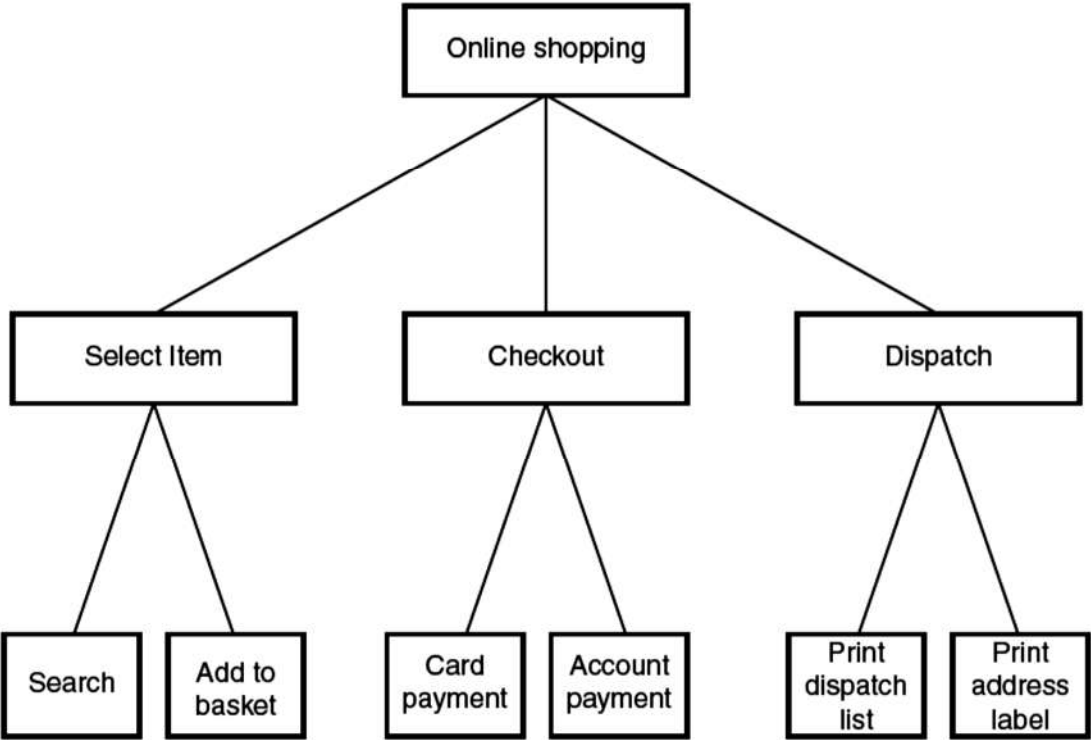 Online shopping
Select Item
Checkout
Dispatch
Search
Add to
basket
Card
payment
Account
payment
Print
dispatch
list
Print
address
label